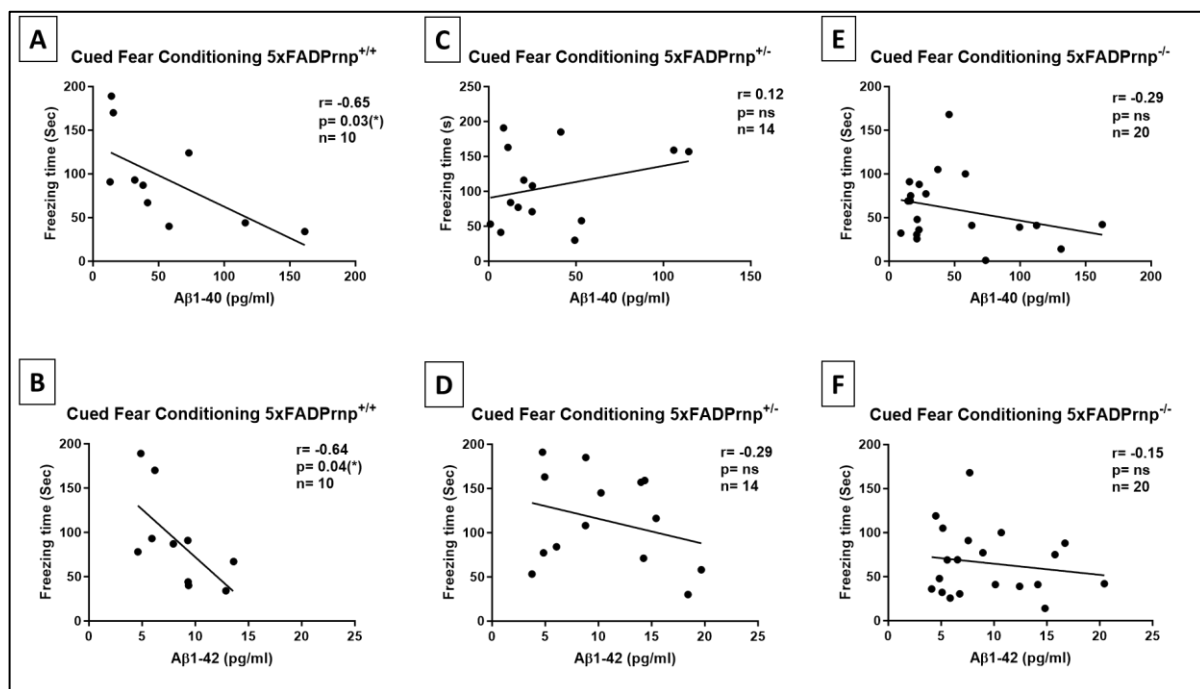 A
Cued Fear Conditioning 5xFADPrnp+/+
r= -0.65
p= 0.03(*)
n= 10
Freezing time (Sec)
200
150
100
50
0
0 50 100 150 200
Aβ1-40 (pg/ml)
C
Cued Fear Conditioning 5xFADPrnp+/-
r= 0.12
p= ns
n= 14
Freezing time (s)
250
200
150
100
50
0
0 50 100 150
Aβ1-40 (pg/ml)
E
Cued Fear Conditioning 5xFADPrnp-/-
r= -0.29
p= ns
n= 20
Freezing time (Sec)
200
150
100
50
0
0 50 100 150 200
Aβ1-40 (pg/ml)
B
Cued Fear Conditioning 5xFADPrnp+/+
r= -0.64
p= 0.04(*)
n= 10
Freezing time (Sec)
200
150
100
50
0
0 5 10 15 20 25
Aβ1-42 (pg/ml)
D
Cued Fear Conditioning 5xFADPrnp+/-
r= -0.29
p= ns
n= 14
Freezing time (Sec)
200
150
100
50
0
0 5 10 15 20 25
Aβ1-42 (pg/ml)
F
Cued Fear Conditioning 5xFADPrnp-/-
r= -0.15
p= ns
n= 20
Freezing time (Sec)
200
150
100
50
0
0 5 10 15 20 25
Aβ1-42 (pg/ml)